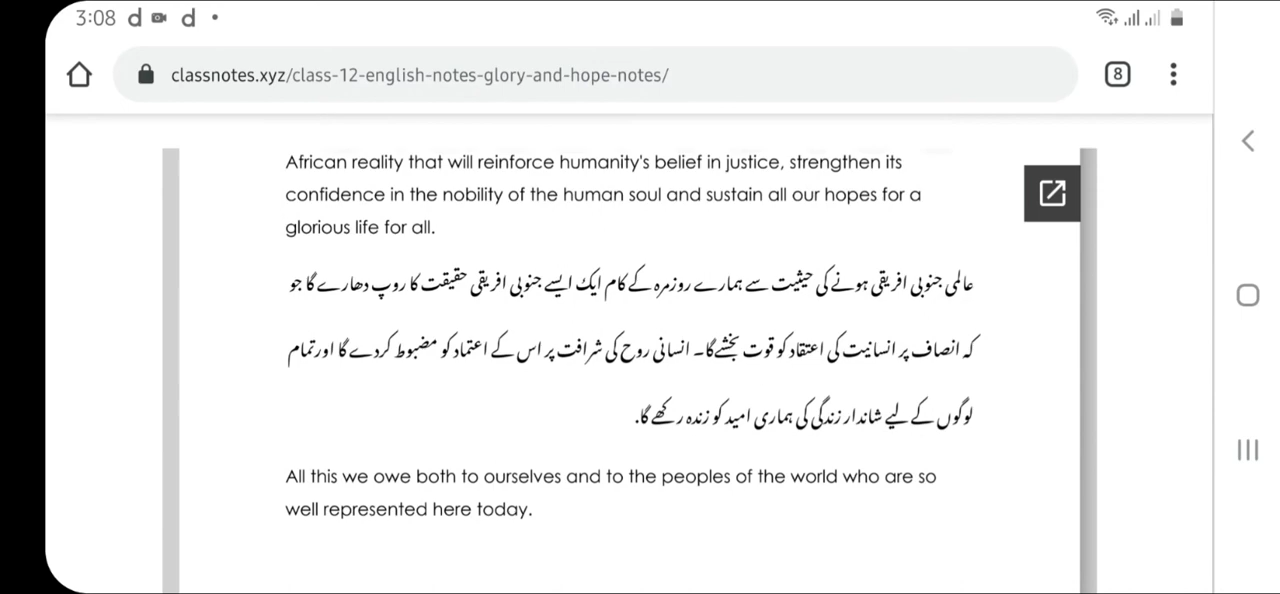 3:08 d d
classnotes.xyz/class-12-english-notes-glory-and-hope-notes/
8
African reality that will reinforce humanity's belief in justice, strengthen its
confidence in the nobility of the human soul and sustain all our hopes for a
glorious life for all.
عالمی جنوبی افریقی ہونے کی حیثیت سے ہمارے روزمرہ کے کام ایک ایسے جنوبی افریقی حقیقت کا روپ دھارے گا جو
کہ انصاف پر انسانیت کی اعتقاد کو قوت بخشے گا۔ انسانی روح کی شرافت پر اس کے اعتماد کو مضبوط کر دے گا اور تمام
لوگوں کے لیے شاندار زندگی کی ہماری امید کو زندہ رکھے گا.
All this we owe both to ourselves and to the peoples of the world who are so
well represented here today.